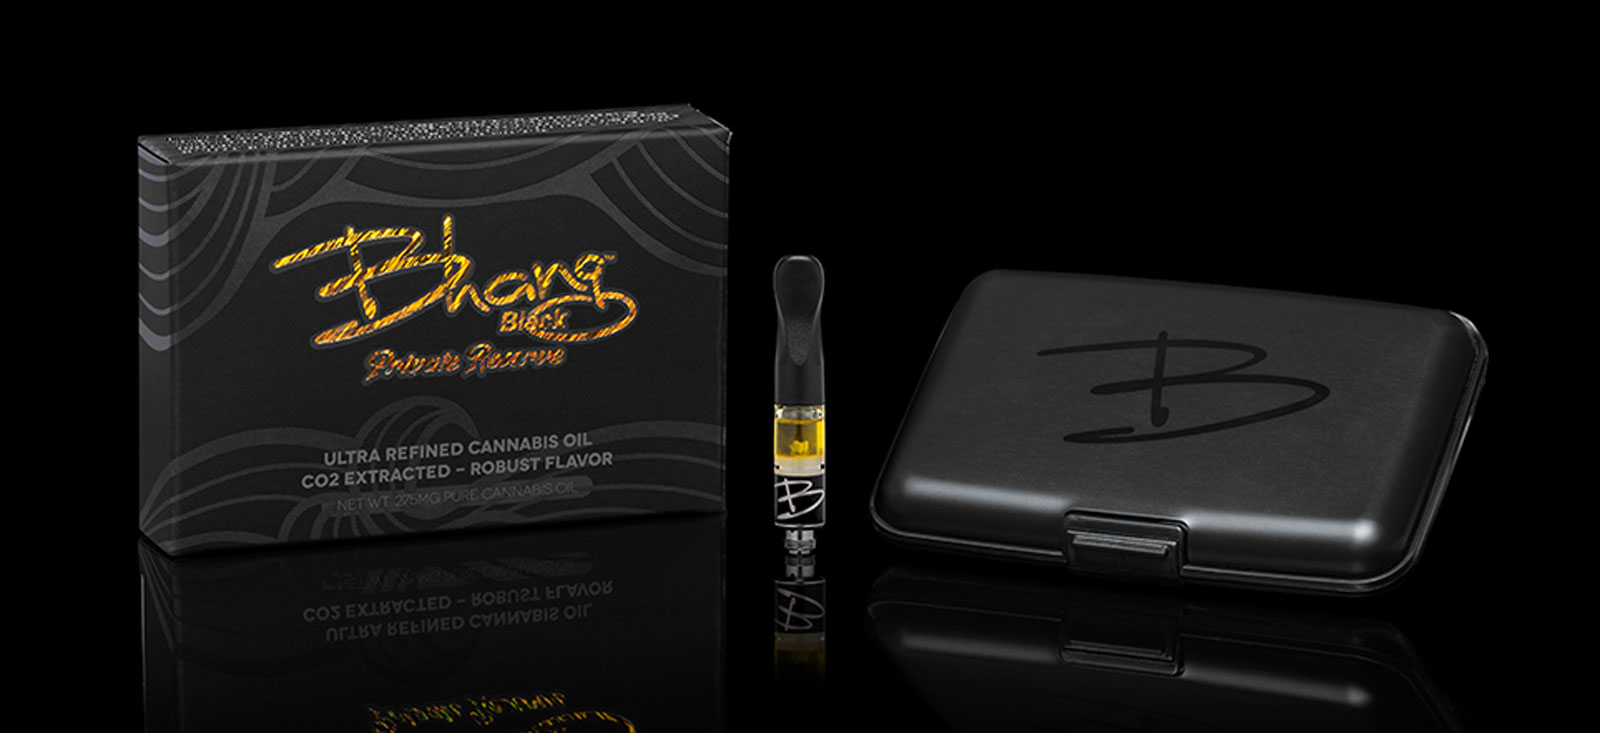 Bhang™
Black
Private Reserve
ULTRA REFINED CANNABIS OIL
CO2 EXTRACTED – ROBUST FLAVOR
NET WT. 275MG PURE CANNABIS OIL
B
B